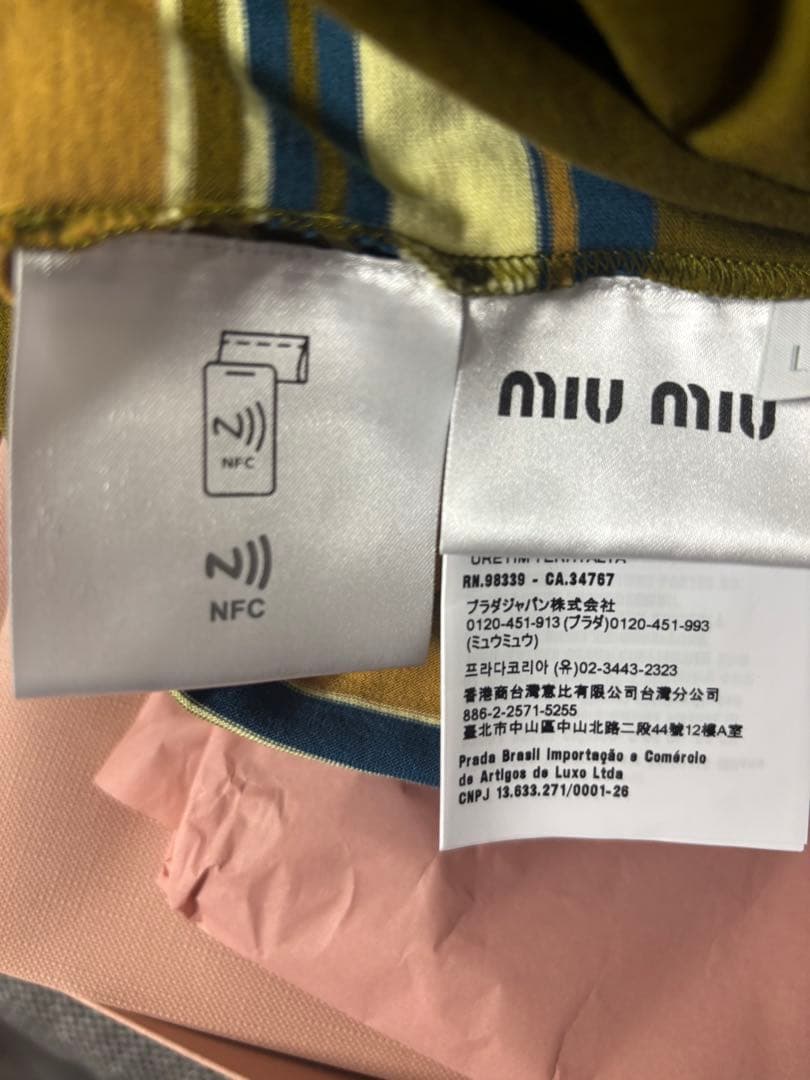 NFC
NFC
miu miu
L
ÜRETİM YERİ İTALYA
RN.98339 - CA.34767
プラダジャパン株式会社
0120-451-913 (プラダ)0120-451-993
(ミュウミュウ)
프라다코리아 (유)02-3443-2323
香港商台灣惠比有限公司台灣分公司
886-2-2571-5255
臺北市中山區中山北路二段44號12樓A室
Prada Brasil Importação e Comércio
de Artigos de Luxo Ltda
CNPJ 13.633.271/0001-26